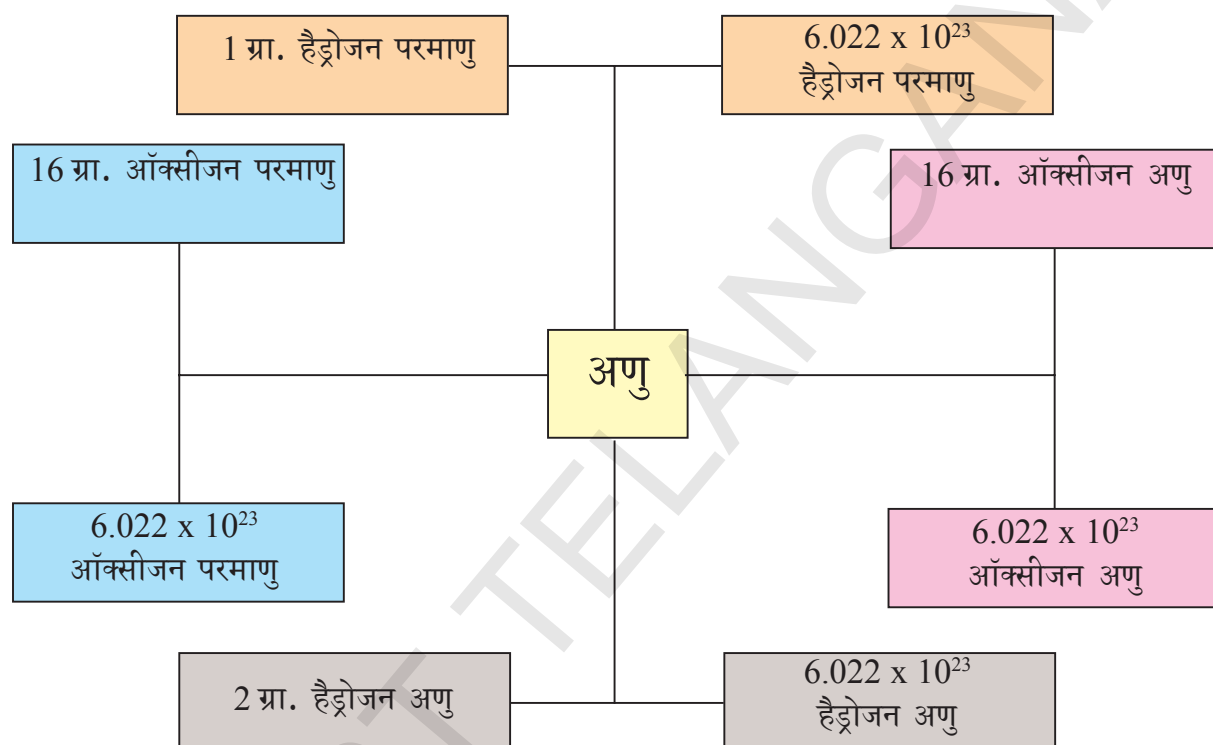 1 ग्रा. हैड्रोजन परमाणु
6.022 x 10²³
हैड्रोजन परमाणु
16 ग्रा. ऑक्सीजन परमाणु
16 ग्रा. ऑक्सीजन अणु
अणु
6.022 x 10²³
ऑक्सीजन परमाणु
6.022 x 10²³
ऑक्सीजन अणु
2 ग्रा. हैड्रोजन अणु
6.022 x 10²³
हैड्रोजन अणु
T TELANGANA